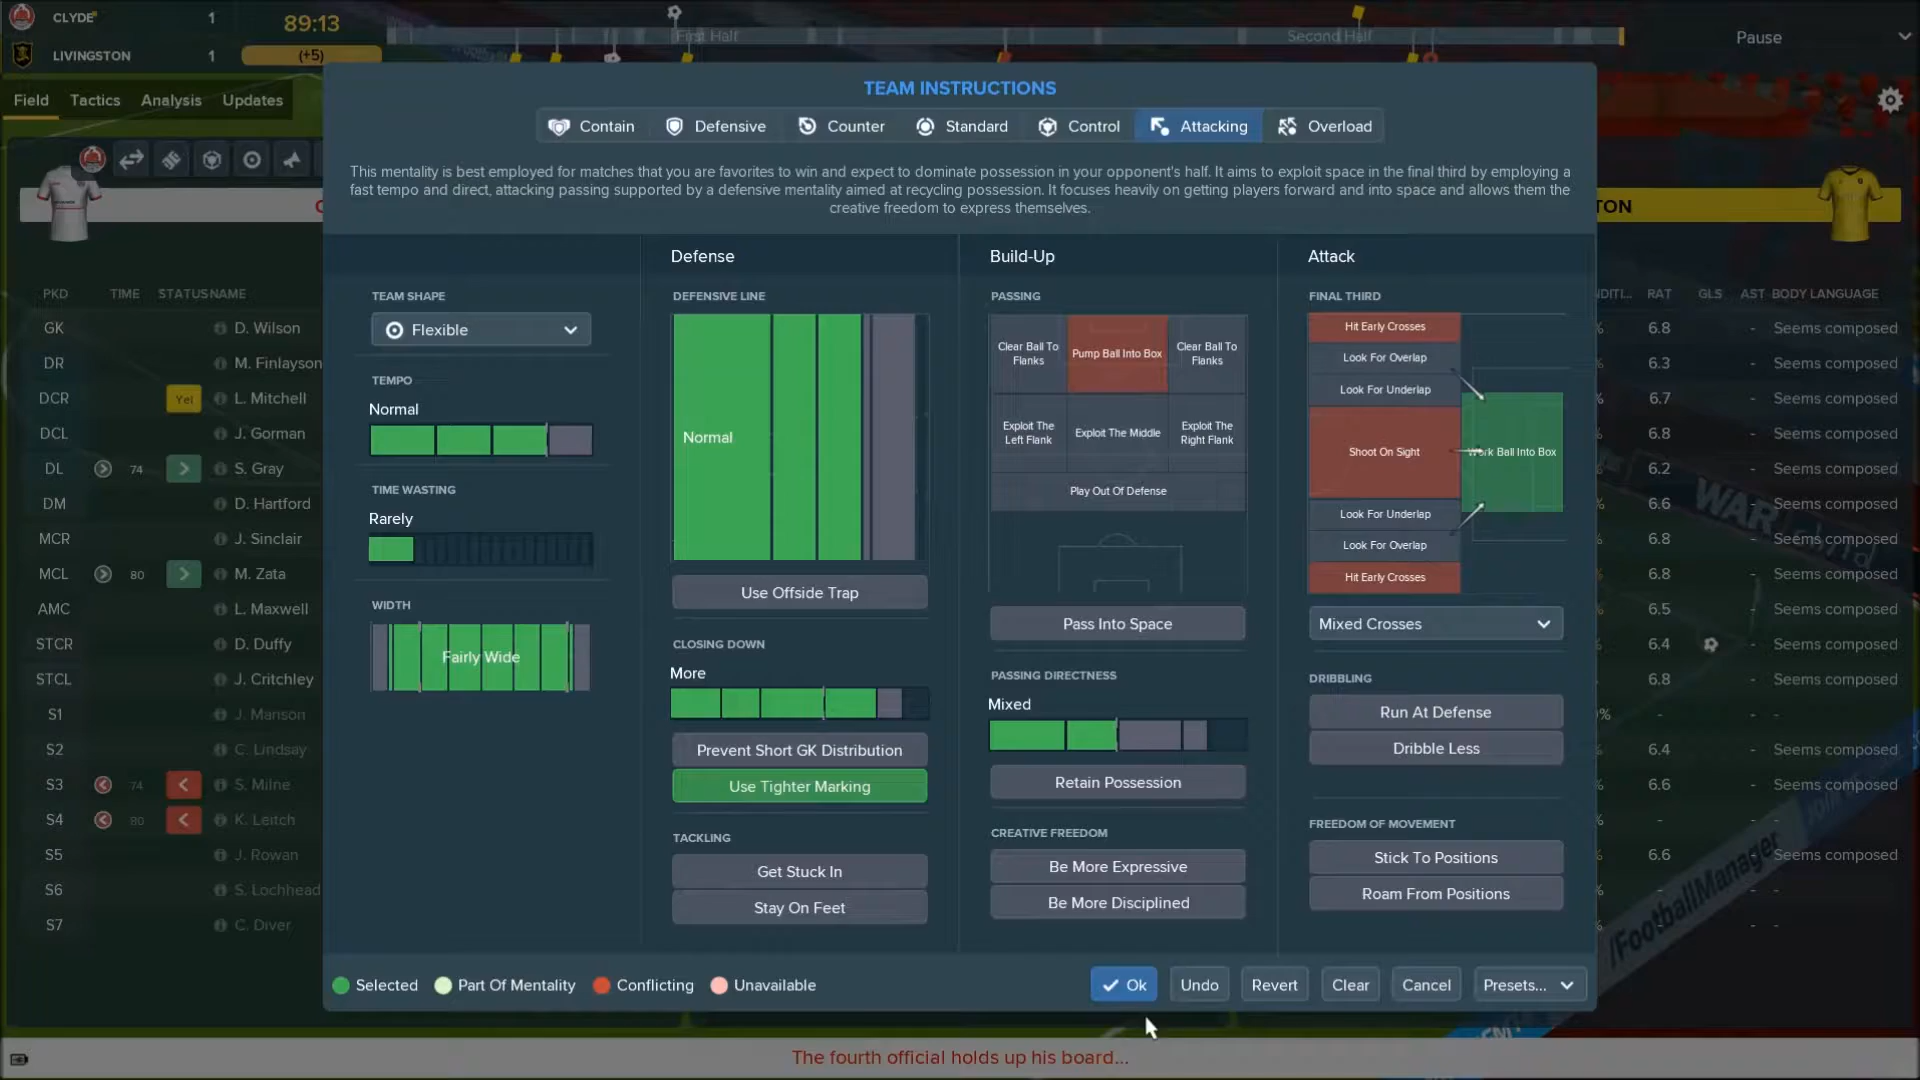 CLYDE 1
89:13
LIVINGSTON 1
(+5)
First Half
Second Half
Pause
Field Tactics Analysis Updates
TEAM INSTRUCTIONS
Contain Defensive Counter Standard Control Attacking Overload
This mentality is best employed for matches that you are favorites to win and expect to dominate possession in your opponent's half. It aims to exploit space in the final third by employing a
fast tempo and direct, attacking passing supported by a defensive mentality aimed at recycling possession. It focuses heavily on getting players forward and into space and allows them the
creative freedom to express themselves.
TON
PKD TIME STATUS NAME
GK D. Wilson
DR M. Finlayson
DCR Yel L. Mitchell
DCL J. Gorman
DL 74 S. Gray
DM D. Hartford
MCR J. Sinclair
MCL 80 M. Zata
AMC L. Maxwell
STCR D. Duffy
STCL J. Critchley
S1 J. Manson
S2 C. Lindsay
S3 74 S. Milne
S4 80 K. Leitch
S5 J. Rowan
S6 S. Lochhead
S7 C. Diver
TEAM SHAPE
Flexible
TEMPO
Normal
TIME WASTING
Rarely
WIDTH
Fairly Wide
Defense
DEFENSIVE LINE
Normal
Use Offside Trap
CLOSING DOWN
More
Prevent Short GK Distribution
Use Tighter Marking
TACKLING
Get Stuck In
Stay On Feet
Build-Up
PASSING
Clear Ball To
Flanks
Pump Ball Into Box
Clear Ball To
Flanks
Exploit The
Left Flank
Exploit The Middle
Exploit The
Right Flank
Play Out Of Defense
Pass Into Space
PASSING DIRECTNESS
Mixed
Retain Possession
CREATIVE FREEDOM
Be More Expressive
Be More Disciplined
Attack
FINAL THIRD
Hit Early Crosses
Look For Overlap
Look For Underlap
Shoot On Sight
Work Ball Into Box
Look For Underlap
Look For Overlap
Hit Early Crosses
Mixed Crosses
DRIBBLING
Run At Defense
Dribble Less
FREEDOM OF MOVEMENT
Stick To Positions
Roam From Positions
NDITI... RAT GLS AST BODY LANGUAGE
% 6.8 - Seems composed
% 6.3 - Seems composed
% 6.7 - Seems composed
% 6.8 - Seems composed
% 6.2 - Seems composed
% 6.6 - Seems composed
% 6.8 - Seems composed
% 6.8 - Seems composed
% 6.5 - Seems composed
% 6.4 - Seems composed
% 6.8 - Seems composed
% - -
% 6.4 - Seems composed
% 6.6 - Seems composed
% - -
% 6.6 - Seems composed
% - -
% - -
/FootballManager
Selected Part Of Mentality Conflicting Unavailable
Ok Undo Revert Clear Cancel Presets...
The fourth official holds up his board...